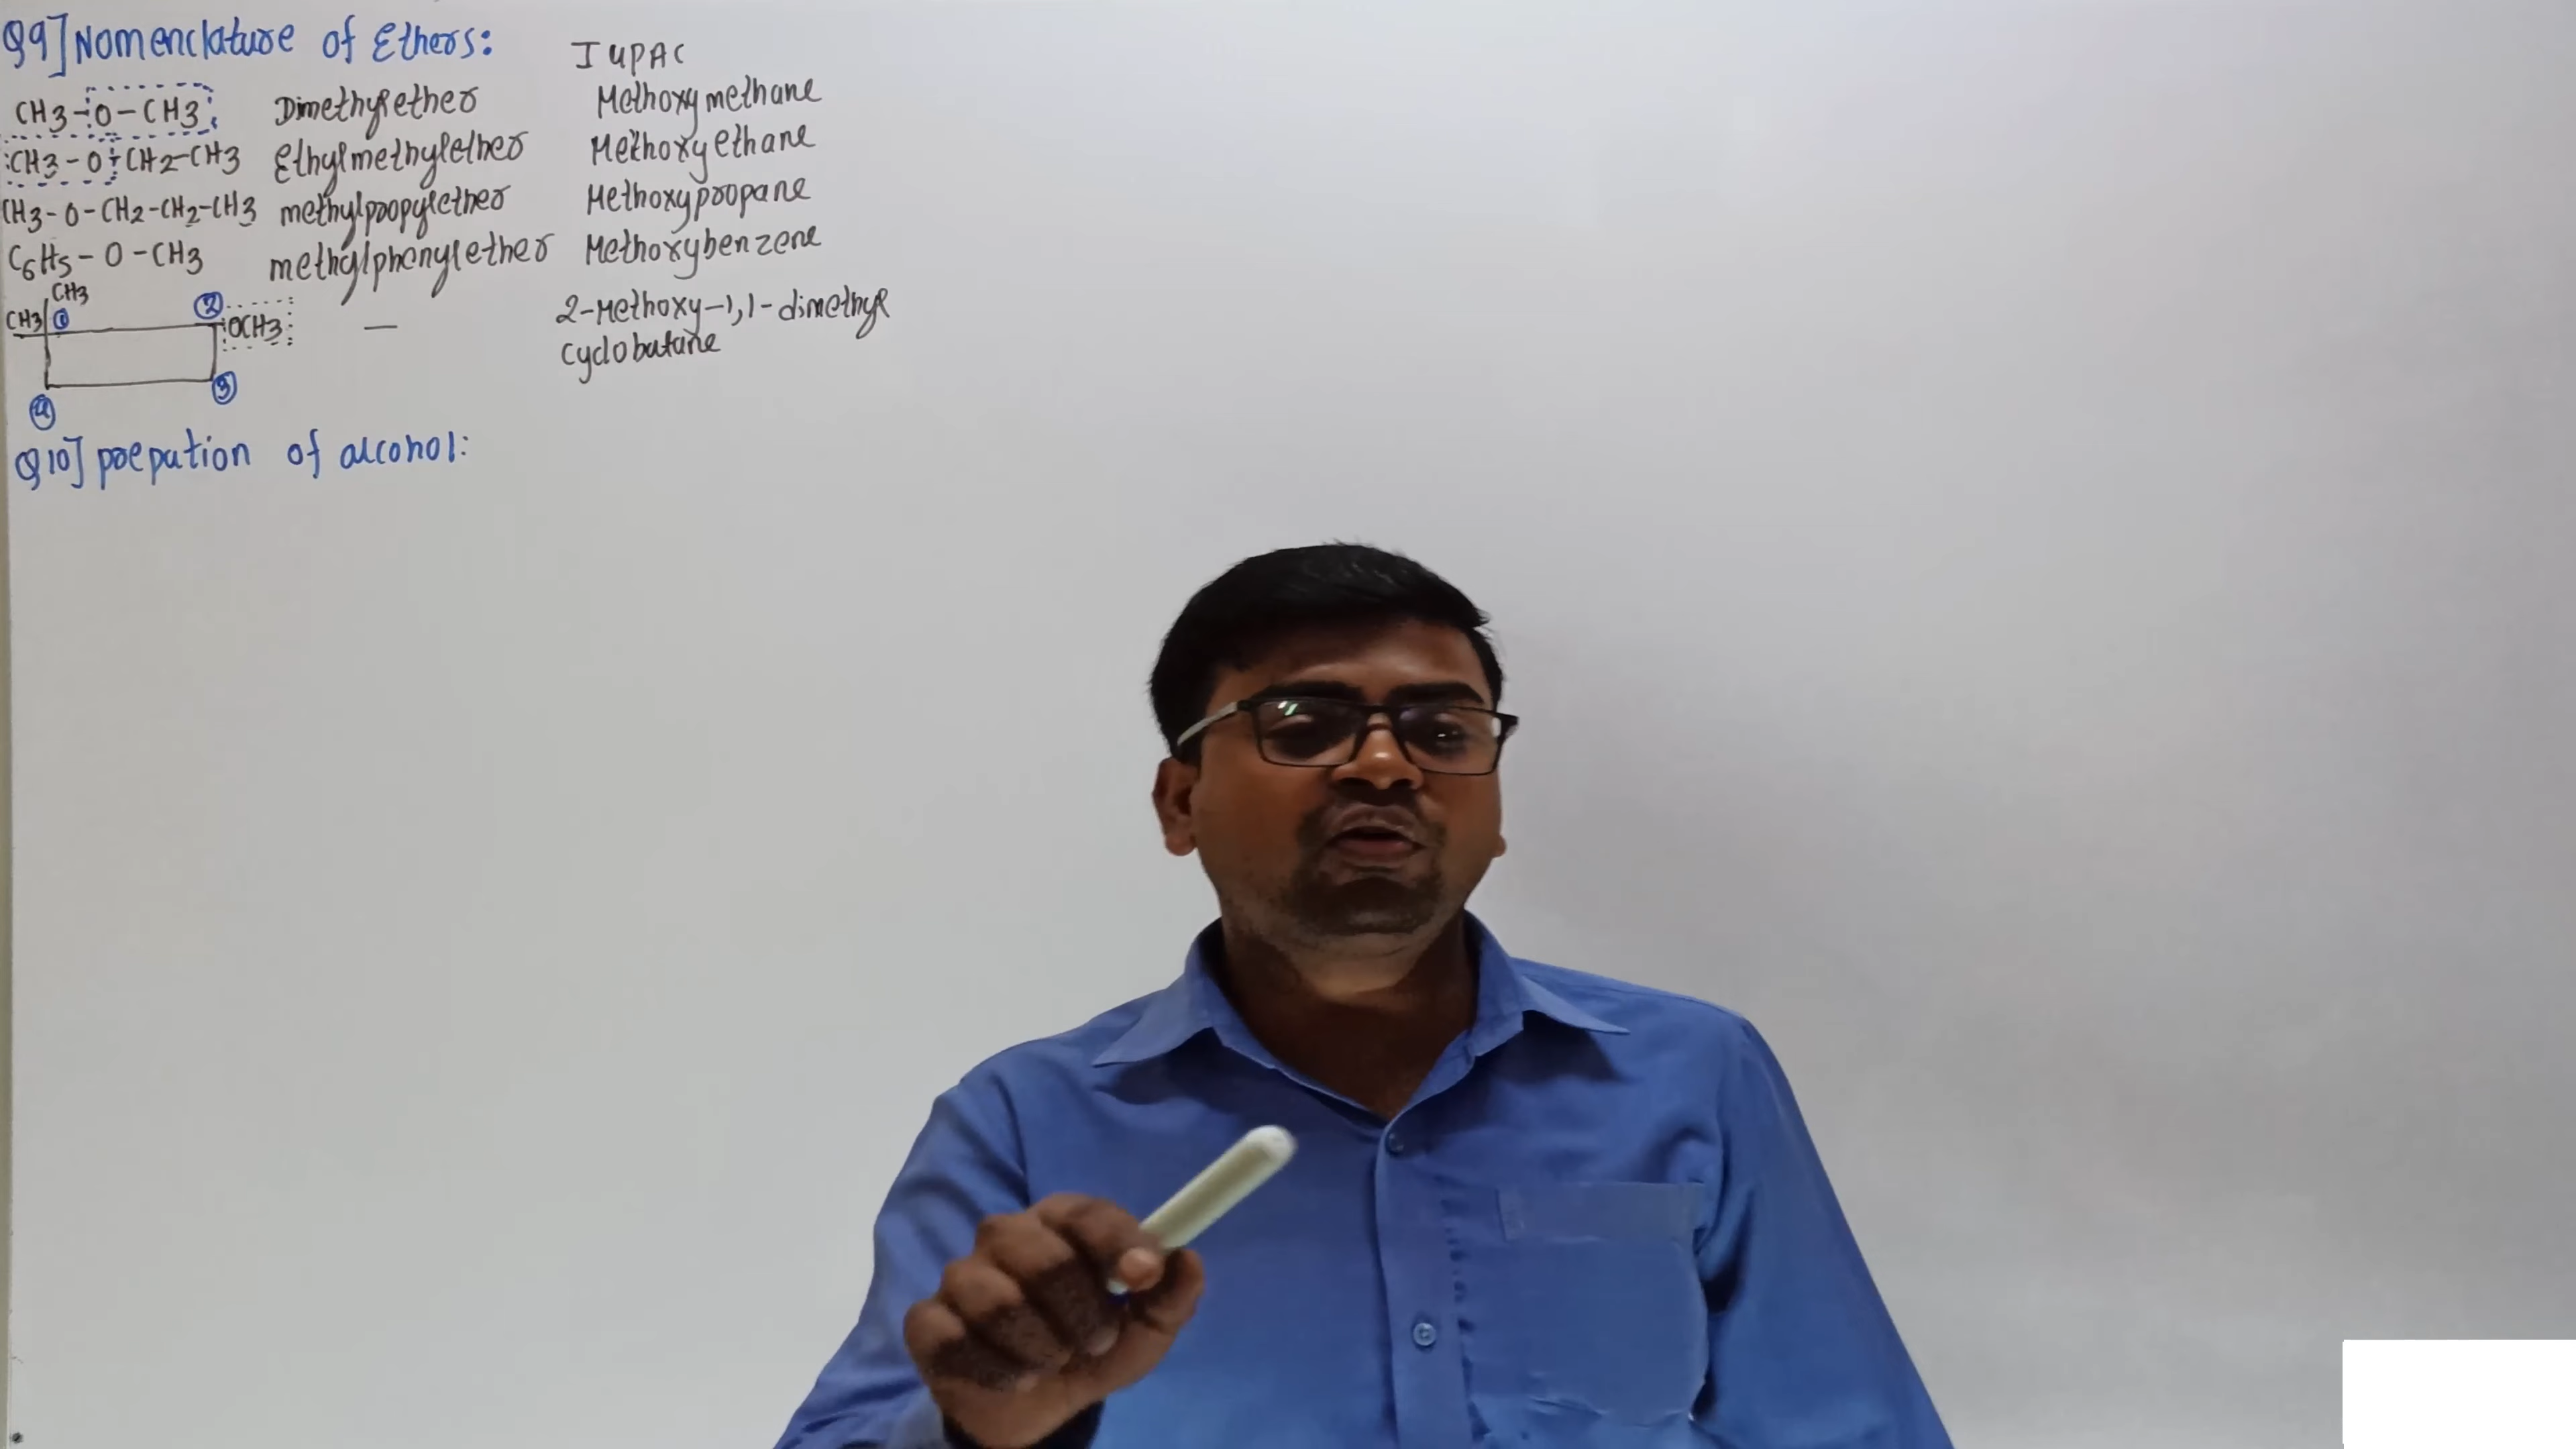 Q9] Nomenclature of Ethers:
IUPAC
CH3-O-CH3 Dimethylether Methoxymethane
CH3-O-CH2-CH3 Ethylmethylether Methoxyethane
CH3-O-CH2-CH2-CH3 methylpropylether Methoxypropane
C6H5-O-CH3 methylphenylether Methoxybenzene
CH3
CH3 1 2 OCH3 — 2-Methoxy-1,1-dimethyl
cyclobutane
4 3
Q10] prepution of alcohol: